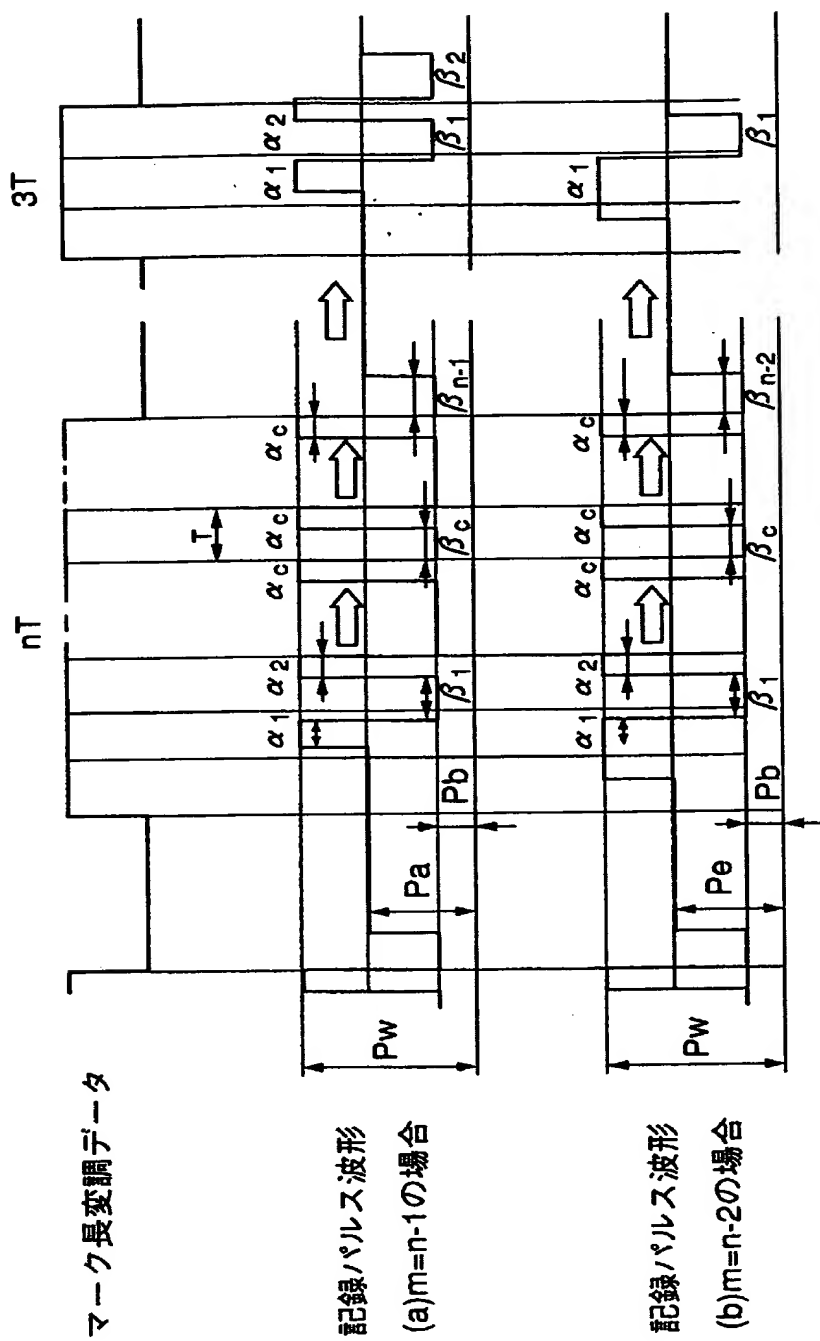 マーク長変調データ
nT
3T
T
記録パルス波形
(a)m=n-1の場合
Pw
Pa
Pb
α1
β1
α2
αc
αc
βc
αc
βn-1
α1
β1
α2
β2
記録パルス波形
(b)m=n-2の場合
Pw
Pe
Pb
α1
β1
α2
αc
αc
βc
αc
βn-2
α1
β1